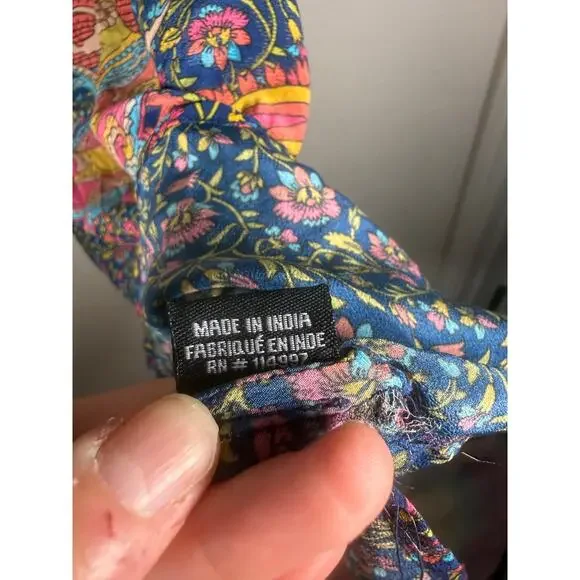 MADE IN INDIA
FABRIQUÉ EN INDE
RN # 114997